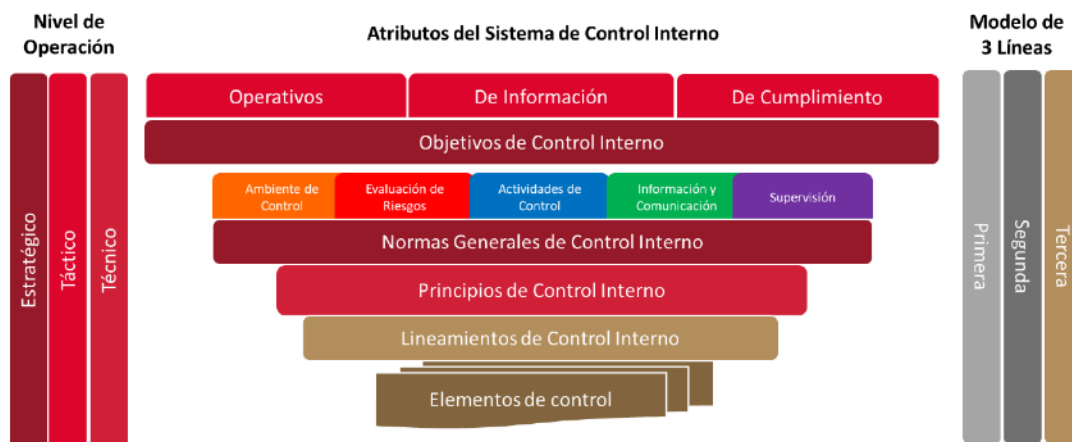 Nivel de
Operación
Atributos del Sistema de Control Interno
Modelo de
3 Líneas
Estratégico
Táctico
Técnico
Operativos
De Información
De Cumplimiento
Objetivos de Control Interno
Ambiente de
Control
Evaluación de
Riesgos
Actividades de
Control
Información y
Comunicación
Supervisión
Normas Generales de Control Interno
Principios de Control Interno
Lineamientos de Control Interno
Elementos de control
Primera
Segunda
Tercera